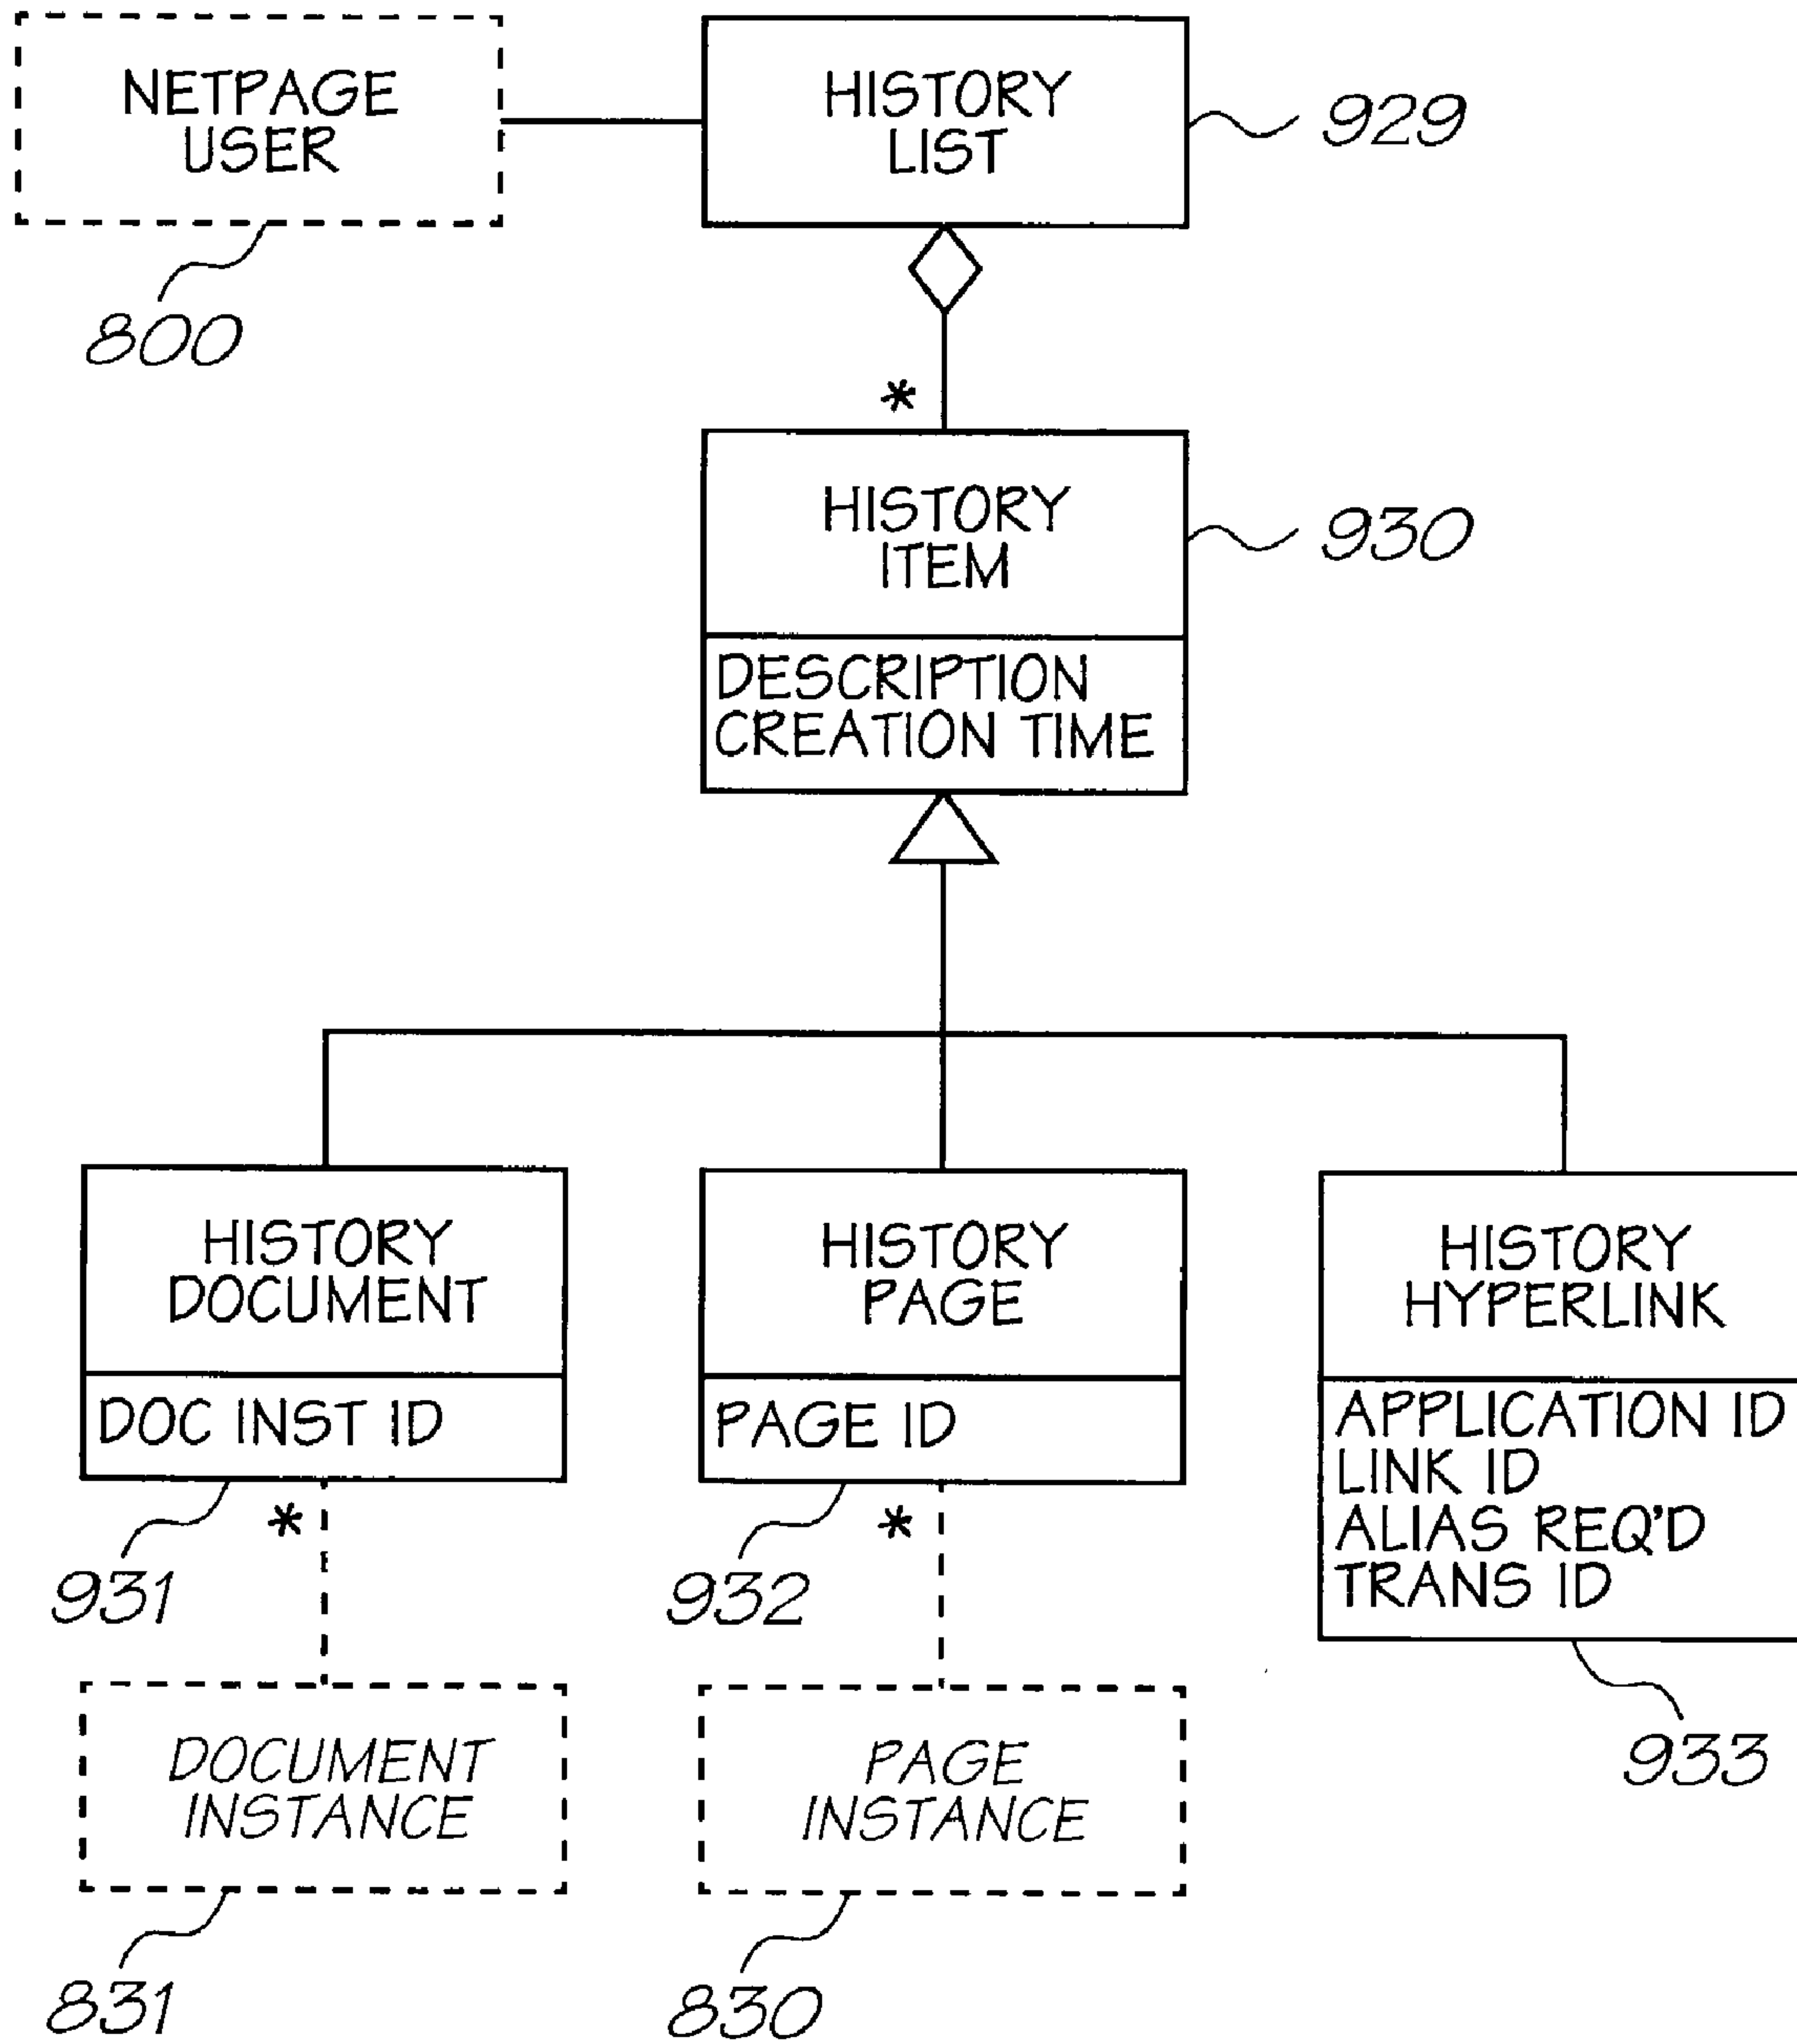 NETPAGE
USER
800
HISTORY
LIST
929
*
HISTORY
ITEM
930
DESCRIPTION
CREATION TIME
HISTORY
DOCUMENT
DOC INST ID
*
931
HISTORY
PAGE
PAGE ID
*
932
HISTORY
HYPERLINK
APPLICATION ID
LINK ID
ALIAS REQ'D
TRANS ID
933
DOCUMENT
INSTANCE
831
PAGE
INSTANCE
830